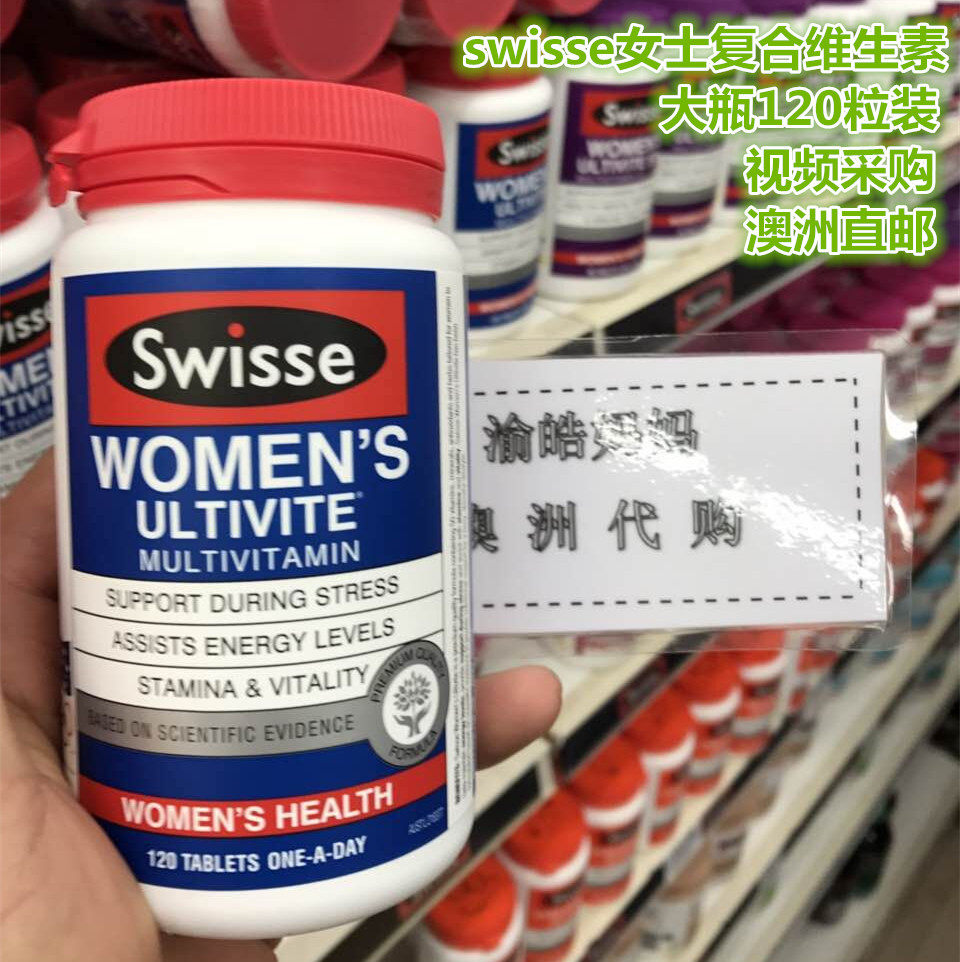 swisse女士复合维生素
大瓶120粒装
视频采购
澳洲直邮
Swisse
WOMEN'S
ULTIVITE
MULTIVITAMIN
SUPPORT DURING STRESS
ASSISTS ENERGY LEVELS
STAMINA & VITALITY
BASED ON SCIENTIFIC EVIDENCE
PREMIUM QUALITY
FORMULA
WOMEN'S HEALTH
120 TABLETS ONE-A-DAY
渝皓妈妈
澳洲代购
Swisse
WOMEN'S
Swisse